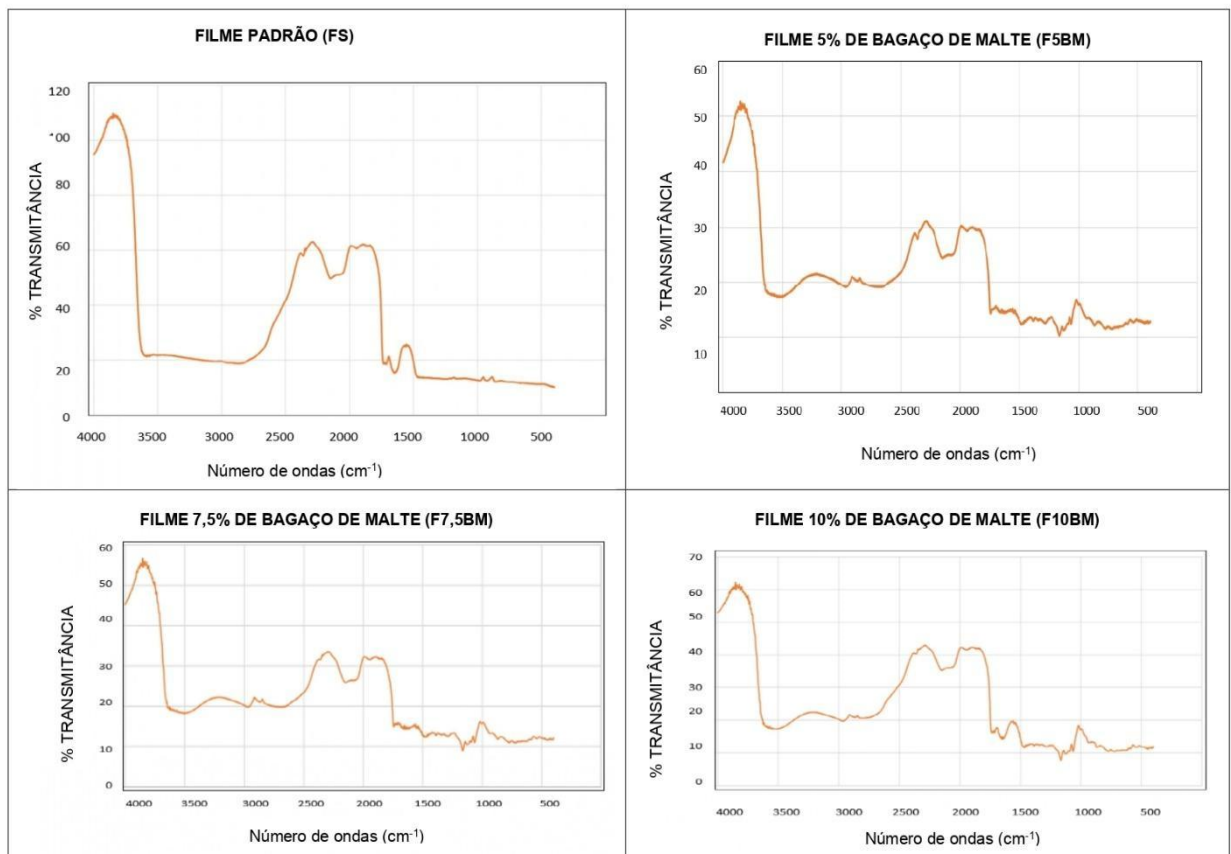 FILME PADRÃO (FS)
% TRANSMITÂNCIA
120
100
80
60
40
20
0
4000 3500 3000 2500 2000 1500 1000 500
Número de ondas (cm⁻¹)
FILME 5% DE BAGAÇO DE MALTE (F5BM)
% TRANSMITÂNCIA
60
50
40
30
20
10
4000 3500 3000 2500 2000 1500 1000 500
Número de ondas (cm⁻¹)
FILME 7,5% DE BAGAÇO DE MALTE (F7,5BM)
% TRANSMITÂNCIA
60
50
40
30
20
10
0
4000 3500 3000 2500 2000 1500 1000 500
Número de ondas (cm⁻¹)
FILME 10% DE BAGAÇO DE MALTE (F10BM)
% TRANSMITÂNCIA
70
60
50
40
30
20
10
0
4000 3500 3000 2500 2000 1500 1000 500
Número de ondas (cm⁻¹)